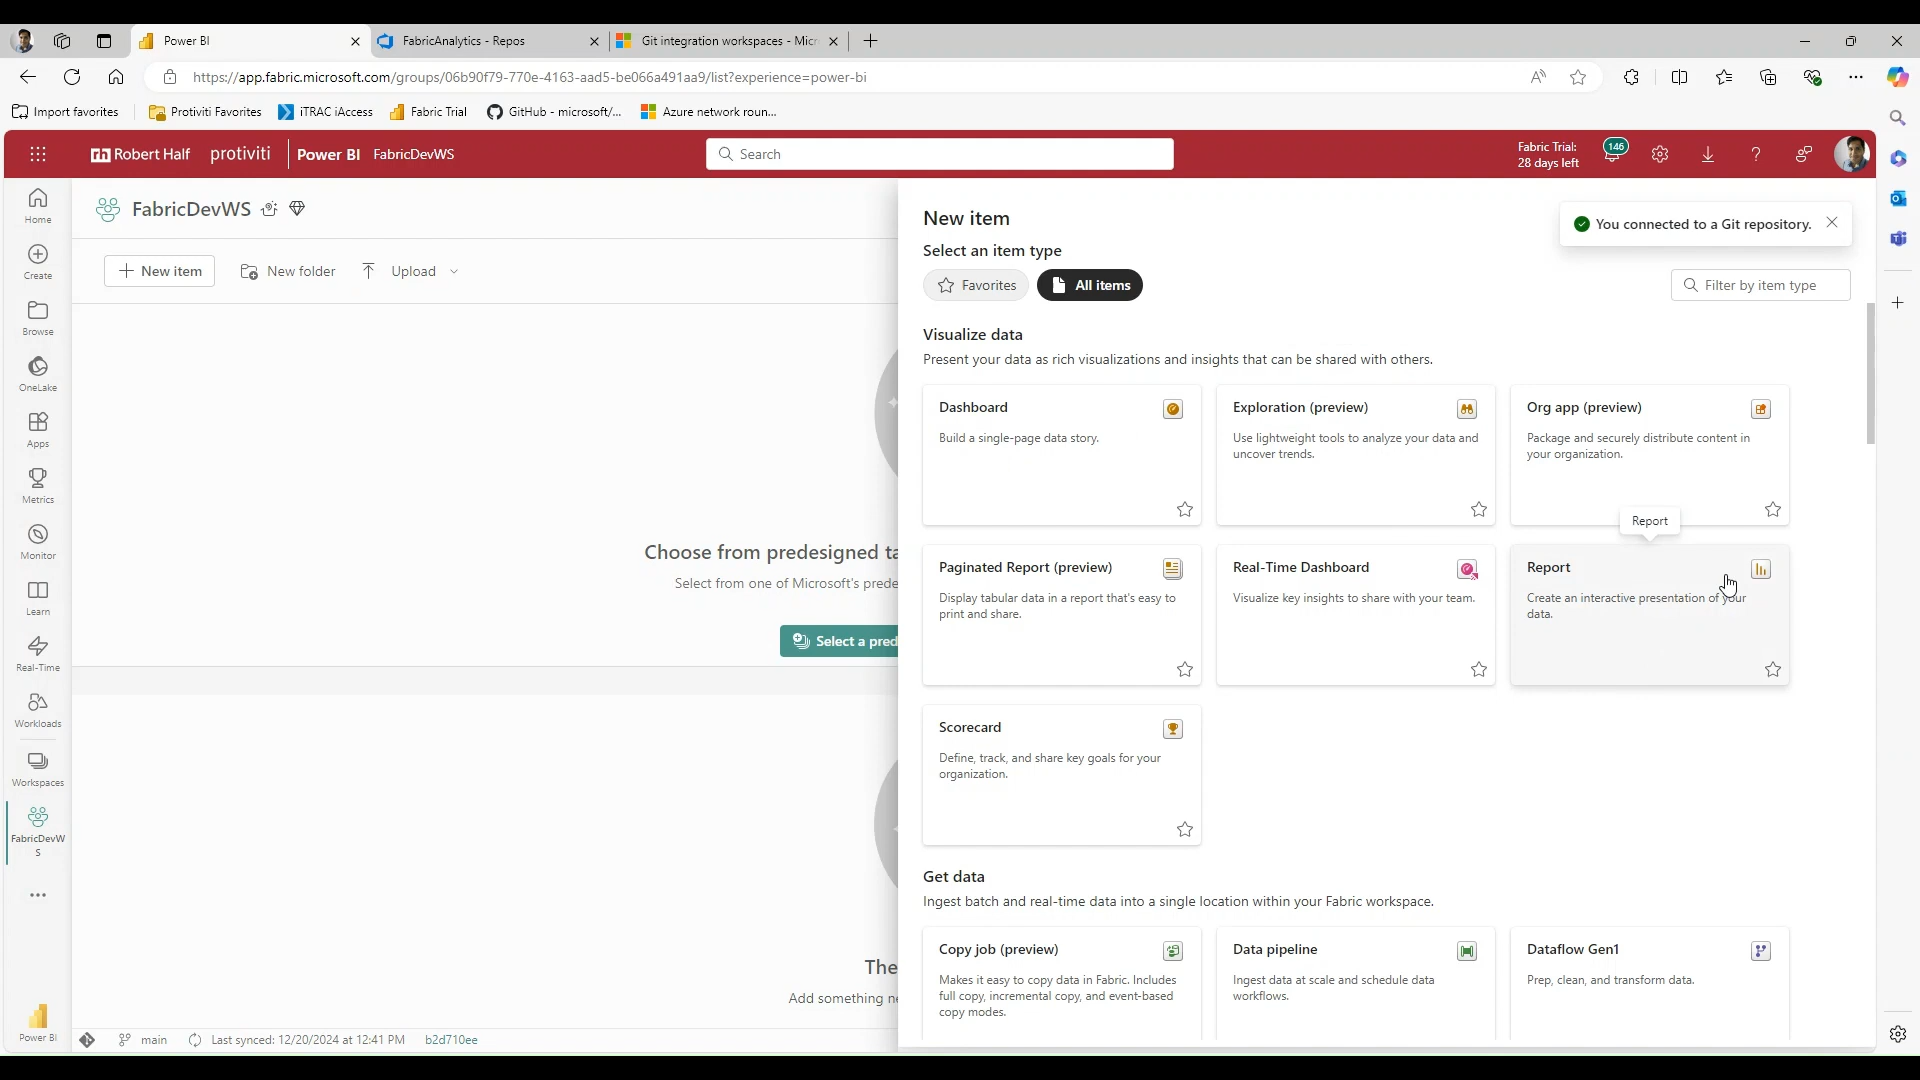 Power BI
FabricAnalytics - Repos
Git integration workspaces - Micr
https://app.fabric.microsoft.com/groups/06b90f79-770e-4163-aad5-be066a491aa9/list?experience=power-bi
Import favorites
Protiviti Favorites
iTRAC iAccess
Fabric Trial
GitHub - microsoft/...
Azure network roun...
rh Robert Half
protiviti
Power BI
FabricDevWS
Search
Fabric Trial:
28 days left
146
Home
Create
Browse
OneLake
Apps
Metrics
Monitor
Learn
Real-Time
Workloads
Workspaces
FabricDevW
S
Power BI
FabricDevWS
New item
New folder
Upload
Choose from predesigned ta
Select from one of Microsoft's prede
Select a pred
The
Add something ne
main
Last synced: 12/20/2024 at 12:41 PM
b2d710ee
New item
You connected to a Git repository.
Select an item type
Favorites
All items
Filter by item type
Visualize data
Present your data as rich visualizations and insights that can be shared with others.
Dashboard
Build a single-page data story.
Exploration (preview)
Use lightweight tools to analyze your data and
uncover trends.
Org app (preview)
Package and securely distribute content in
your organization.
Report
Paginated Report (preview)
Display tabular data in a report that's easy to
print and share.
Real-Time Dashboard
Visualize key insights to share with your team.
Report
Create an interactive presentation of your
data.
Scorecard
Define, track, and share key goals for your
organization.
Get data
Ingest batch and real-time data into a single location within your Fabric workspace.
Copy job (preview)
Makes it easy to copy data in Fabric. Includes
full copy, incremental copy, and event-based
copy modes.
Data pipeline
Ingest data at scale and schedule data
workflows.
Dataflow Gen1
Prep, clean, and transform data.